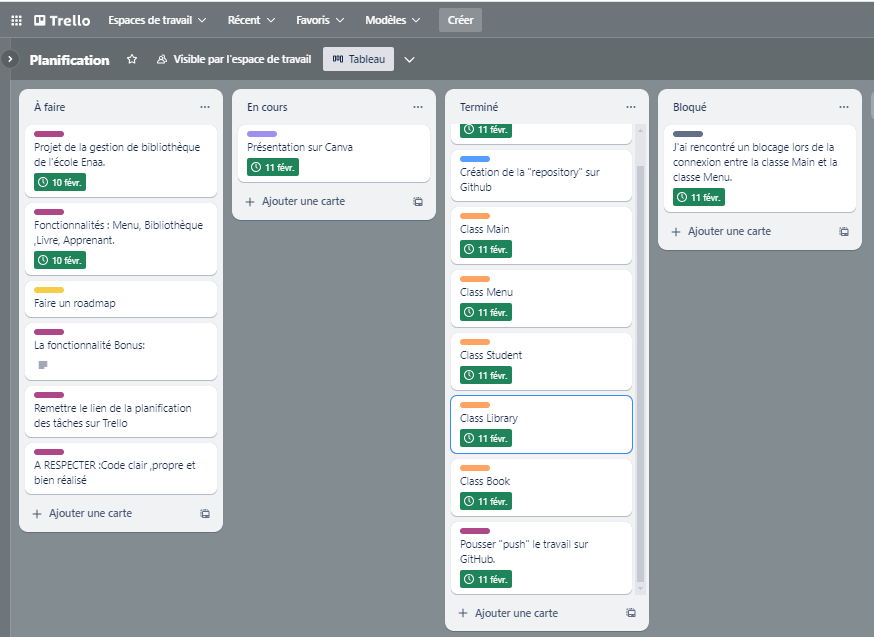 Trello Espaces de travail Récent Favoris Modèles Créer
Planification Visible par l'espace de travail Tableau
À faire
Projet de la gestion de bibliothèque
de l'école Enaa.
10 févr.
Fonctionnalités : Menu, Bibliothèque
,Livre, Apprenant.
10 févr.
Faire un roadmap
La fonctionnalité Bonus:
Remettre le lien de la planification
des tâches sur Trello
A RESPECTER :Code clair ,propre et
bien réalisé
Ajouter une carte
En cours
Présentation sur Canva
11 févr.
Ajouter une carte
Terminé
11 févr.
Création de la "repository" sur
Github
Class Main
11 févr.
Class Menu
11 févr.
Class Student
11 févr.
Class Library
11 févr.
Class Book
11 févr.
Pousser "push" le travail sur
GitHub.
11 févr.
Ajouter une carte
Bloqué
J'ai rencontré un blocage lors de la
connexion entre la classe Main et la
classe Menu.
11 févr.
Ajouter une carte